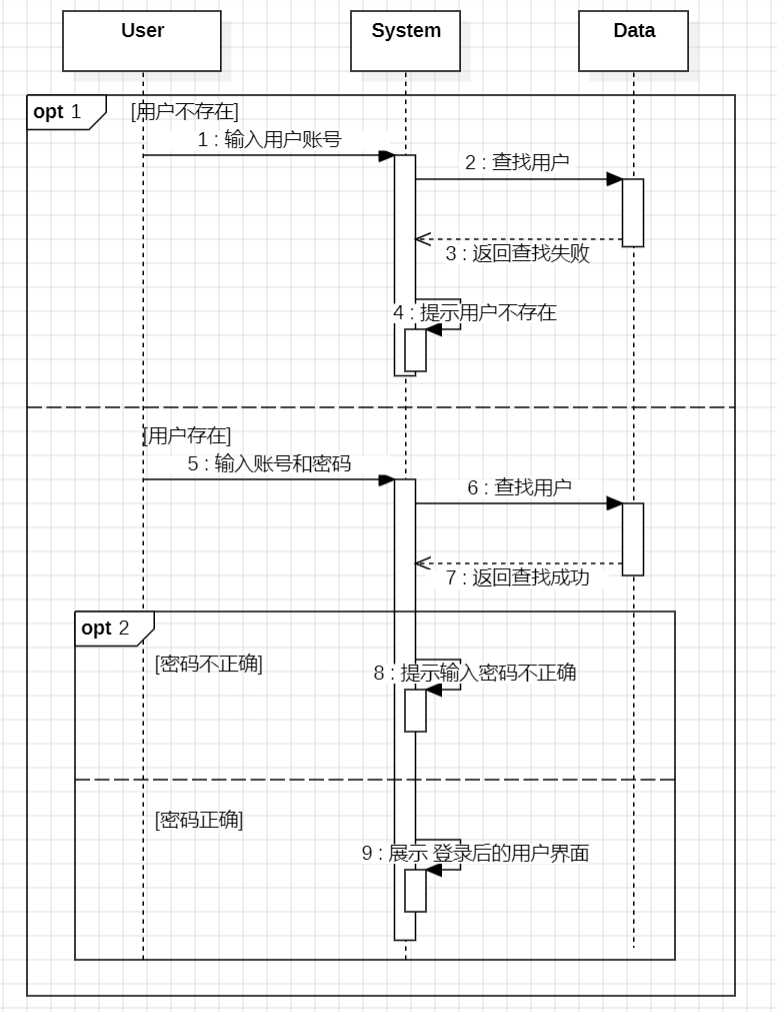 User
System
Data
opt 1
[用户不存在]
1 : 输入用户账号
2 : 查找用户
3 : 返回查找失败
4 : 提示用户不存在
[用户存在]
5 : 输入账号和密码
6 : 查找用户
7 : 返回查找成功
opt 2
[密码不正确]
8 : 提示输入密码不正确
[密码正确]
9 : 展示 登录后的用户界面